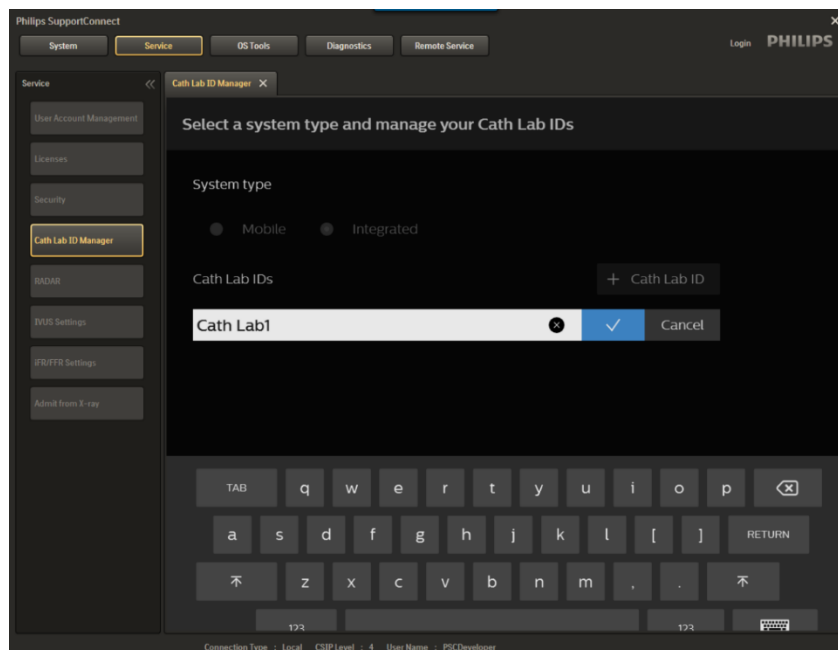 Philips SupportConnect
System Service OS Tools Diagnostics Remote Service Login PHILIPS
Service
Cath Lab ID Manager
User Account Management
Licenses
Security
Cath Lab ID Manager
RADAR
IVUS Settings
iFR/FFR Settings
Admit from X-ray
Select a system type and manage your Cath Lab IDs
System type
Mobile Integrated
Cath Lab IDs + Cath Lab ID
Cath Lab1 Cancel
TAB q w e r t y u i o p
a s d f g h j k l [ ] RETURN
z x c v b n m , .
123 123
Connection Type : Local CSIP Level : 4 User Name : PSCDeveloper